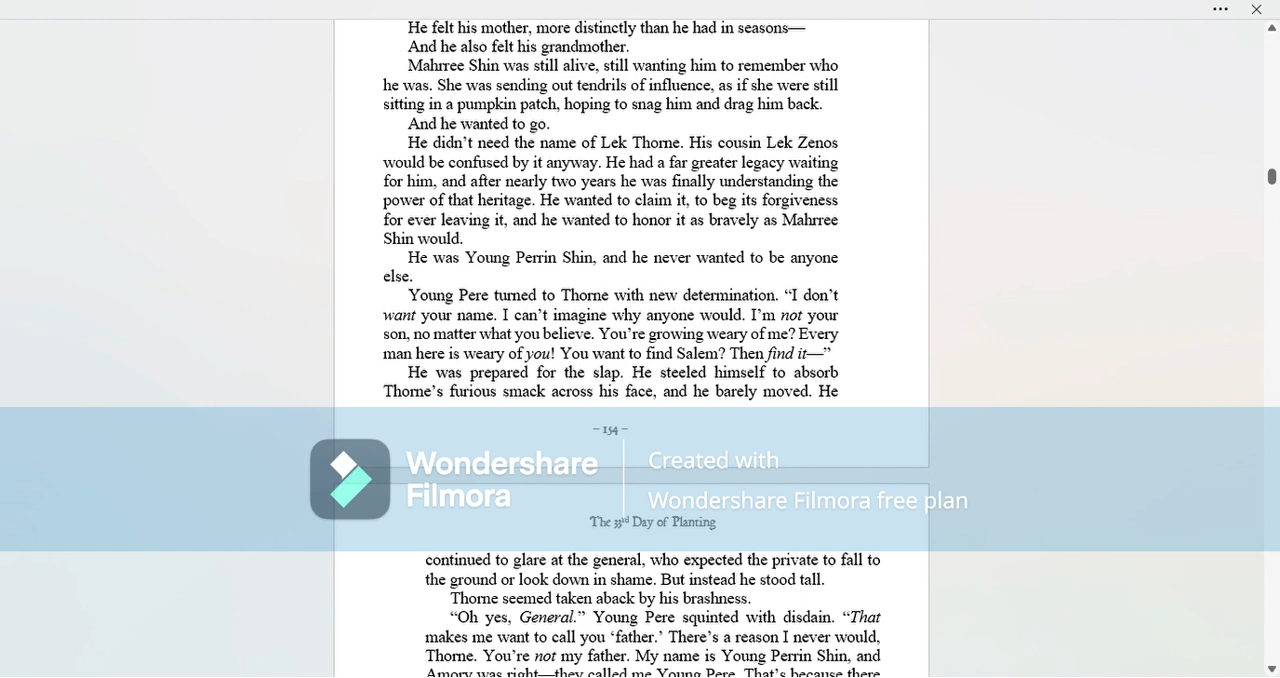 He felt his mother, more distinctly than he had in seasons—
And he also felt his grandmother.
Mahrree Shin was still alive, still wanting him to remember who
he was. She was sending out tendrils of influence, as if she were still
sitting in a pumpkin patch, hoping to snag him and drag him back.
And he wanted to go.
He didn’t need the name of Lek Thorne. His cousin Lek Zenos
would be confused by it anyway. He had a far greater legacy waiting
for him, and after nearly two years he was finally understanding the
power of that heritage. He wanted to claim it, to beg its forgiveness
for ever leaving it, and he wanted to honor it as bravely as Mahrree
Shin would.
He was Young Perrin Shin, and he never wanted to be anyone
else.
Young Pere turned to Thorne with new determination. “I don’t
want your name. I can’t imagine why anyone would. I’m not your
son, no matter what you believe. You’re growing weary of me? Every
man here is weary of you! You want to find Salem? Then find it—”
He was prepared for the slap. He steeled himself to absorb
Thorne’s furious smack across his face, and he barely moved. He
– 154 –
Wondershare
Filmora
Created with
Wondershare Filmora free plan
The 33rd Day of Planting
continued to glare at the general, who expected the private to fall to
the ground or look down in shame. But instead he stood tall.
Thorne seemed taken aback by his brashness.
“Oh yes, General.” Young Pere squinted with disdain. “That
makes me want to call you ‘father.’ There’s a reason I never would,
Thorne. You’re not my father. My name is Young Perrin Shin, and
Amory was right—they called me Young Pere. That’s because there